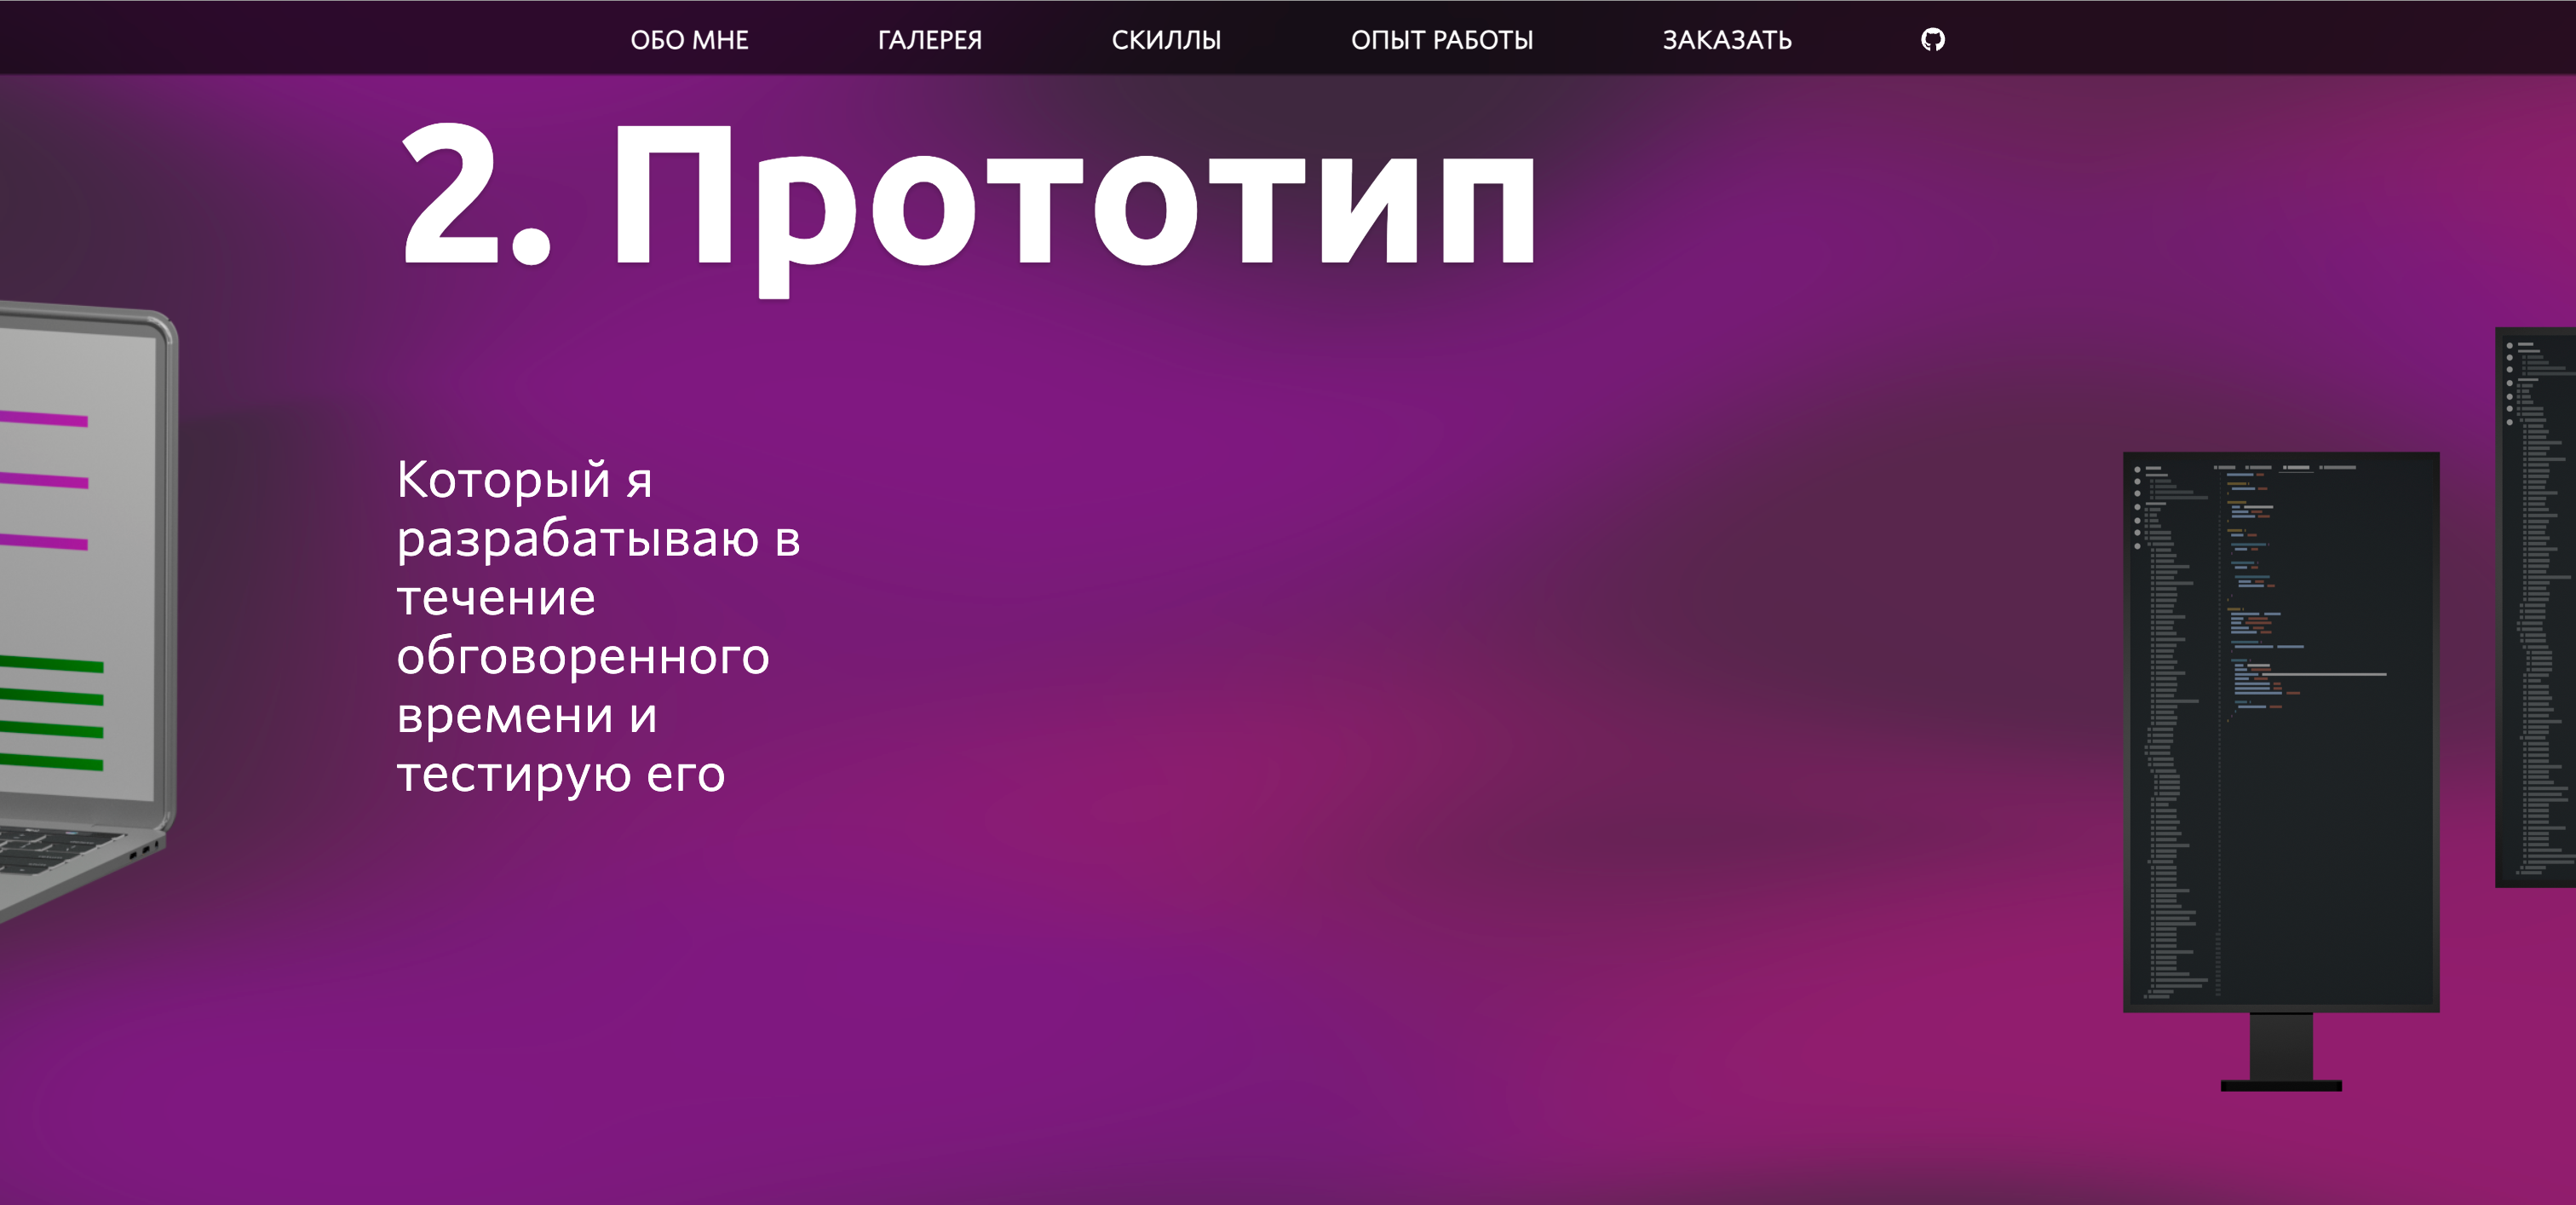 ОБО МНЕ
ГАЛЕРЕЯ
СКИЛЛЫ
ОПЫТ РАБОТЫ
ЗАКАЗАТЬ
2. Прототип
Который я
разрабатываю в
течение
обговоренного
времени и
тестирую его